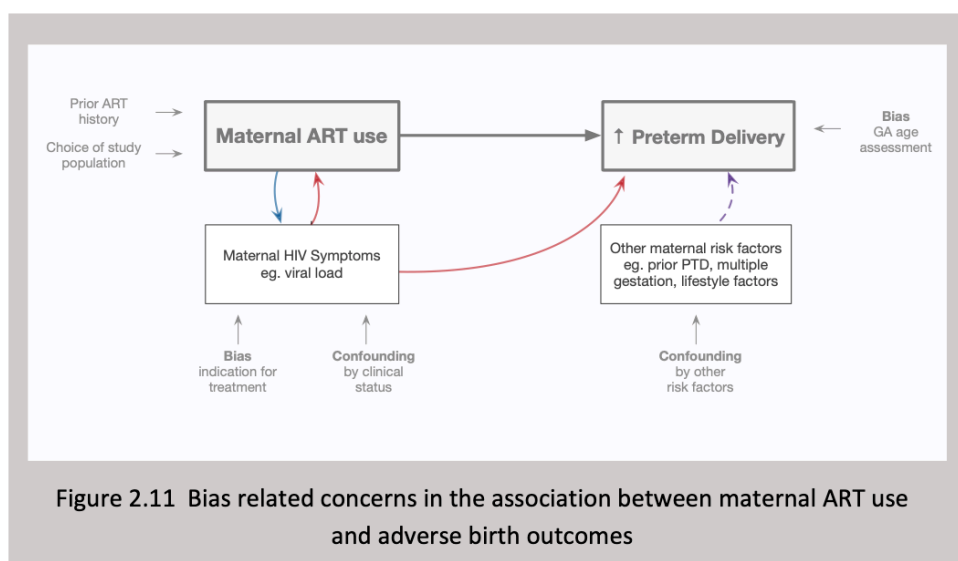 Prior ART
history
Choice of study
population
Maternal ART use
↑ Preterm Delivery
Bias
GA age
assessment
Maternal HIV Symptoms
eg. viral load
Other maternal risk factors
eg. prior PTD, multiple
gestation, lifestyle factors
Bias
indication for
treatment
Confounding
by clinical
status
Confounding
by other
risk factors
Figure 2.11 Bias related concerns in the association between maternal ART use
and adverse birth outcomes